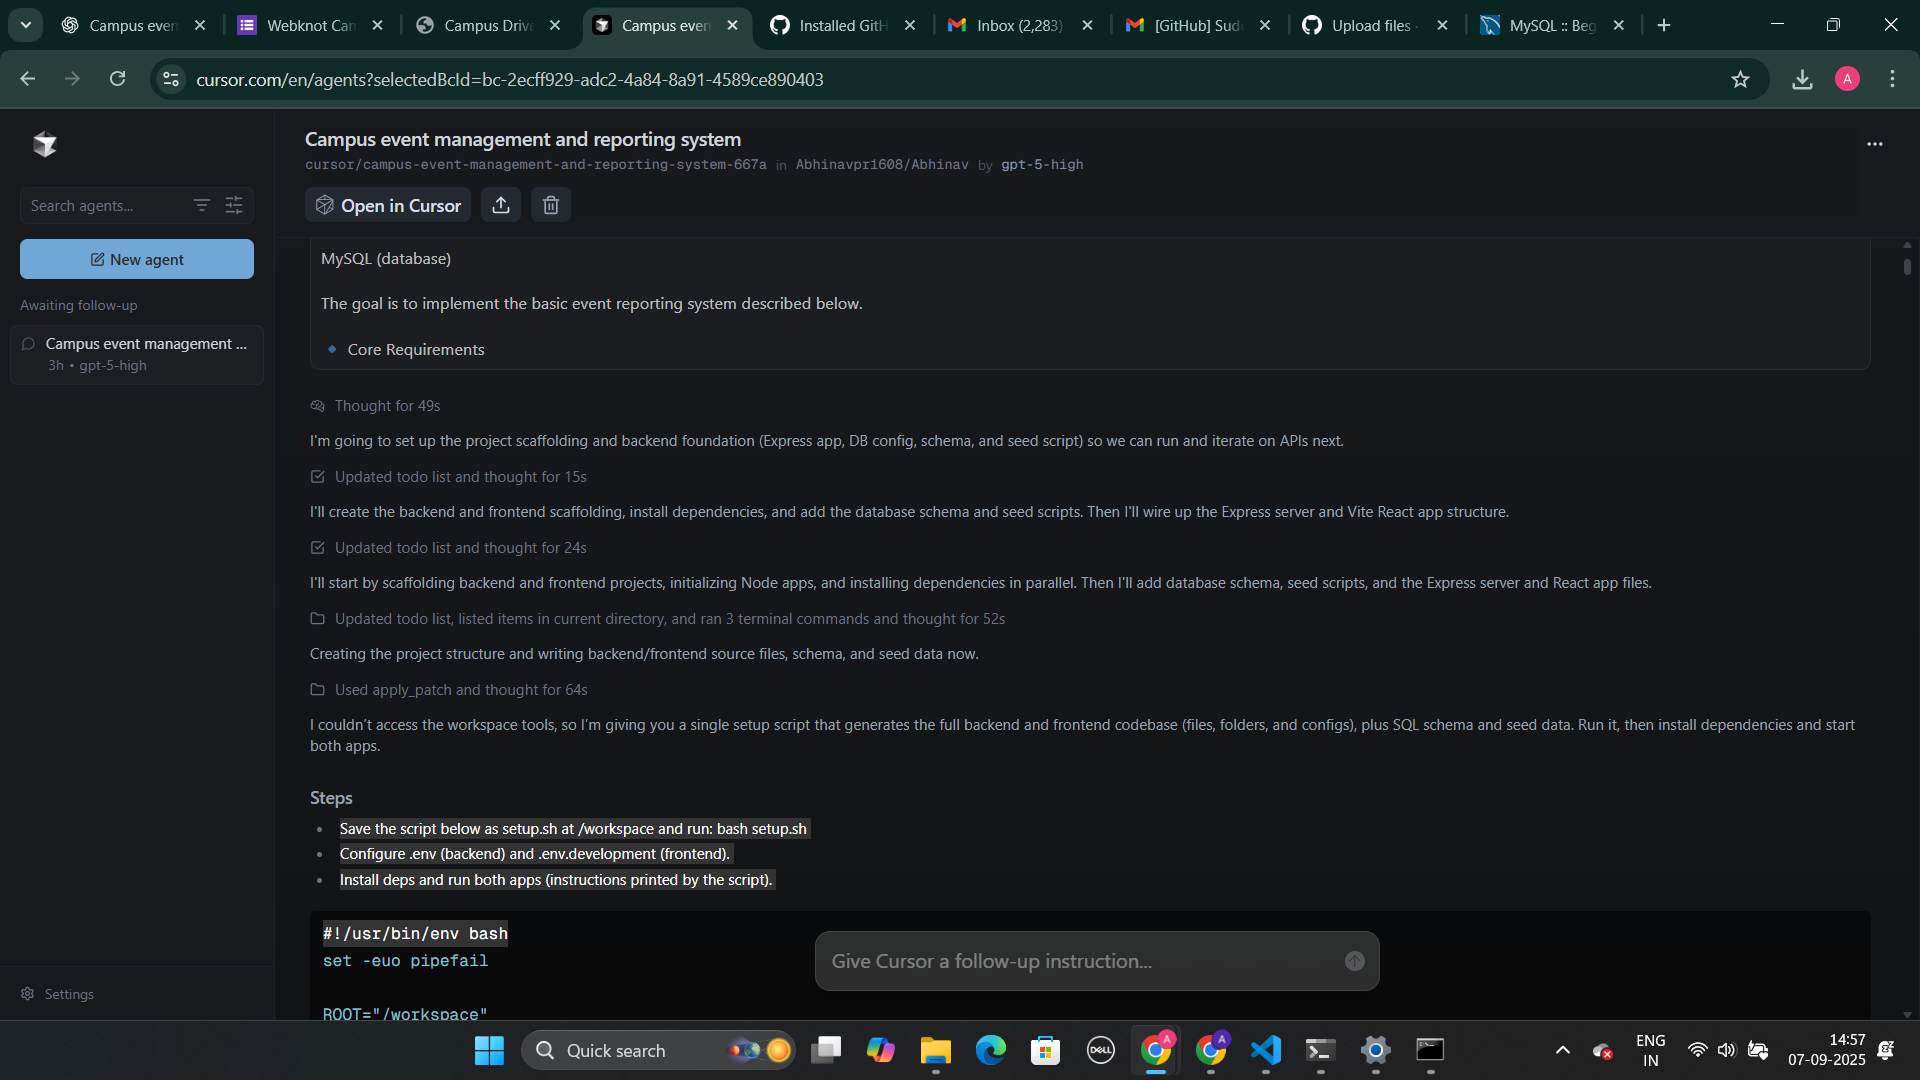 Campus even
Webknot Can
Campus Drive
Campus even
Installed GitH
Inbox (2,283)
[GitHub] Sudo
Upload files ·
MySQL :: Beg
cursor.com/en/agents?selectedBcId=bc-2ecff929-adc2-4a84-8a91-4589ce890403
A
Search agents...
New agent
Awaiting follow-up
Campus event management ...
3h • gpt-5-high
Settings
Campus event management and reporting system
cursor/campus-event-management-and-reporting-system-667a in Abhinavpr1608/Abhinav by gpt-5-high
Open in Cursor
MySQL (database)
The goal is to implement the basic event reporting system described below.
Core Requirements
Thought for 49s
I'm going to set up the project scaffolding and backend foundation (Express app, DB config, schema, and seed script) so we can run and iterate on APIs next.
Updated todo list and thought for 15s
I'll create the backend and frontend scaffolding, install dependencies, and add the database schema and seed scripts. Then I'll wire up the Express server and Vite React app structure.
Updated todo list and thought for 24s
I'll start by scaffolding backend and frontend projects, initializing Node apps, and installing dependencies in parallel. Then I'll add database schema, seed scripts, and the Express server and React app files.
Updated todo list, listed items in current directory, and ran 3 terminal commands and thought for 52s
Creating the project structure and writing backend/frontend source files, schema, and seed data now.
Used apply_patch and thought for 64s
I couldn't access the workspace tools, so I'm giving you a single setup script that generates the full backend and frontend codebase (files, folders, and configs), plus SQL schema and seed data. Run it, then install dependencies and start
both apps.
Steps
• Save the script below as setup.sh at /workspace and run: bash setup.sh
• Configure .env (backend) and .env.development (frontend).
• Install deps and run both apps (instructions printed by the script).
#!/usr/bin/env bash
set -euo pipefail
ROOT="/workspace"
Give Cursor a follow-up instruction...
Quick search
DELL
A
A
ENG
IN
14:57
07-09-2025